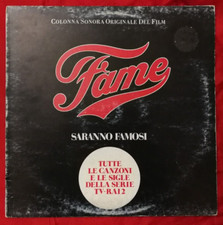 COLONNA SONORA ORIGINALE DEL FILM
Fame
SARANNO FAMOSI
TUTTE
LE CANZONI
E LE SIGLE
DELLA SERIE
TV-RAI 2